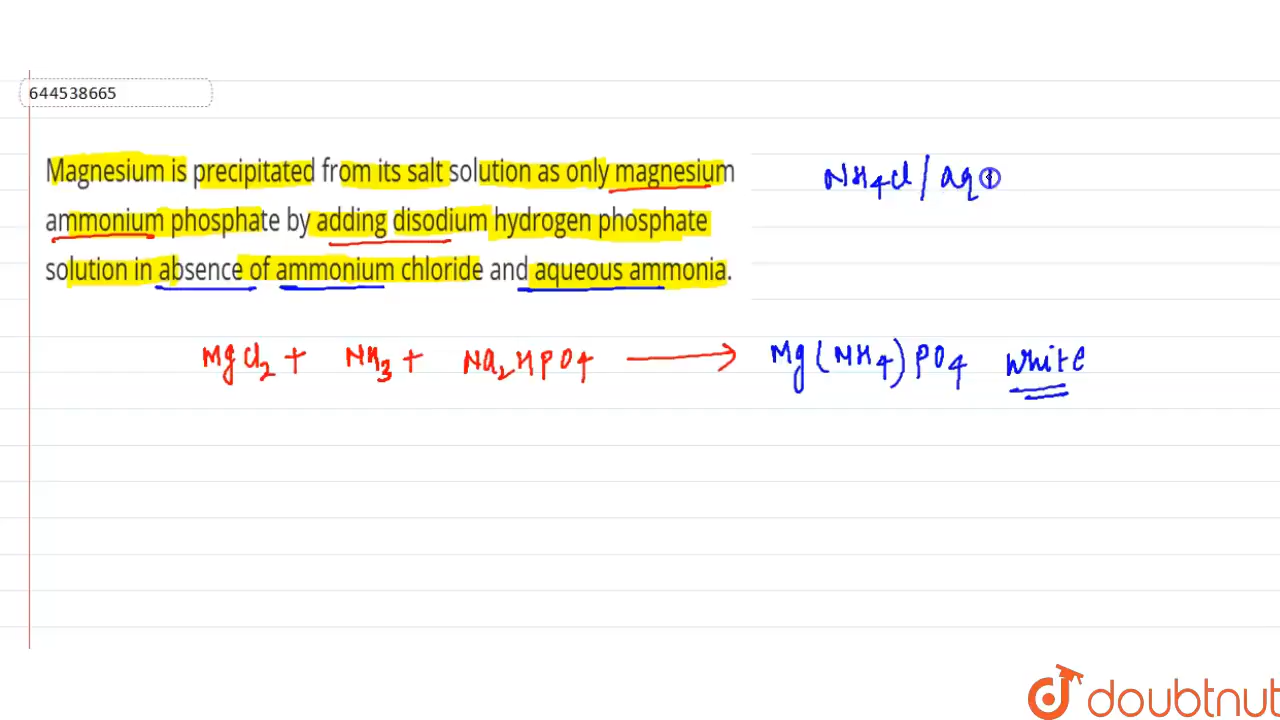 644538665
Magnesium is precipitated from its salt solution as only magnesium
ammonium phosphate by adding disodium hydrogen phosphate
solution in absence of ammonium chloride and aqueous ammonia.
NH4Cl/aq
MgCl2 + NH3 + Na2HPO4 → Mg(NH4)PO4 White
doubtnut